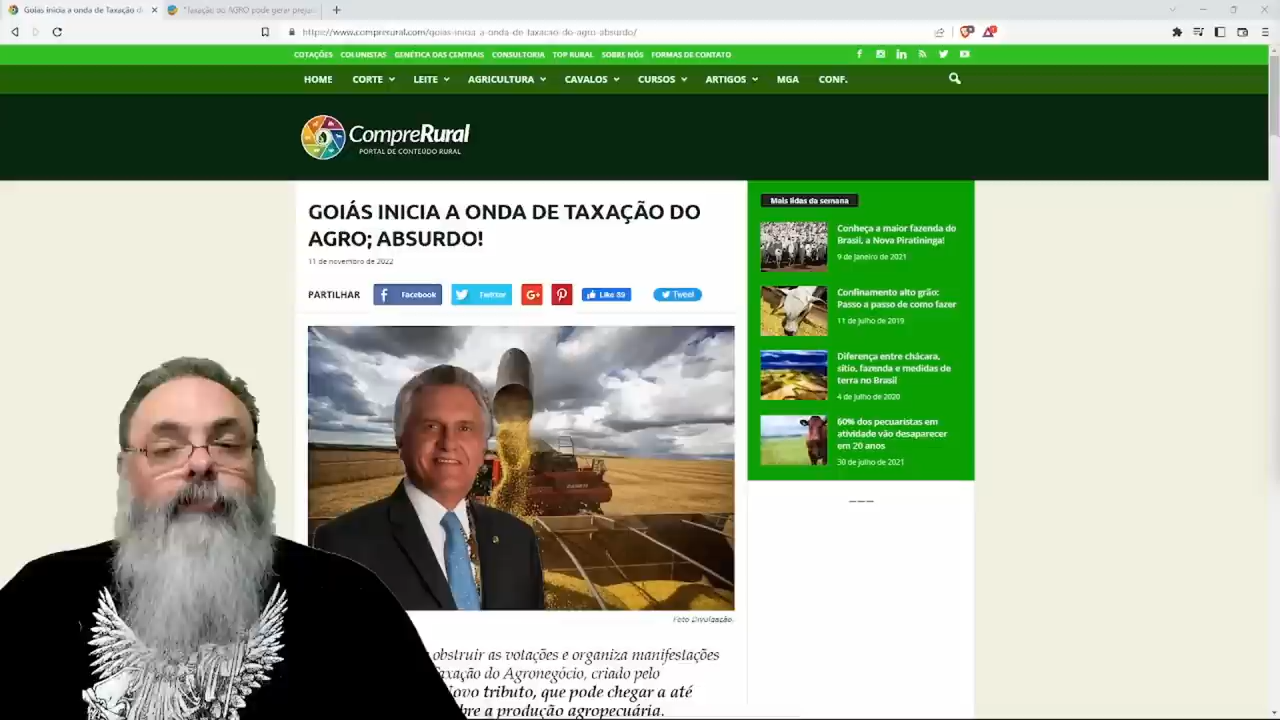 Goiás inicia a onda de Taxação d
"Taxação do AGRO pode gerar preju
https://www.comprerural.com/goias-inicia-a-onda-de-taxacao-do-agro-absurdo/
COTAÇÕES COLUNISTAS GENÉTICA DAS CENTRAIS CONSULTORIA TOP RURAL SOBRE NÓS FORMAS DE CONTATO
HOME CORTE LEITE AGRICULTURA CAVALOS CURSOS ARTIGOS MGA CONF.
CompreRural
PORTAL DE CONTEÚDO RURAL
GOIÁS INICIA A ONDA DE TAXAÇÃO DO
AGRO; ABSURDO!
11 de novembro de 2022
PARTILHAR Facebook Twitter G+ Like 39 Tweet
Foto Divulgação.
obstruir as votações e organiza manifestações
axação do Agronegócio, criado pelo
ovo tributo, que pode chegar a até
bre a produção agropecuária.
Mais lidas da semana
Conheça a maior fazenda do
Brasil, a Nova Piratininga!
9 de janeiro de 2021
Confinamento alto grão:
Passo a passo de como fazer
11 de julho de 2019
Diferença entre chácara,
sítio, fazenda e medidas de
terra no Brasil
4 de julho de 2020
60% dos pecuaristas em
atividade vão desaparecer
em 20 anos
30 de julho de 2021